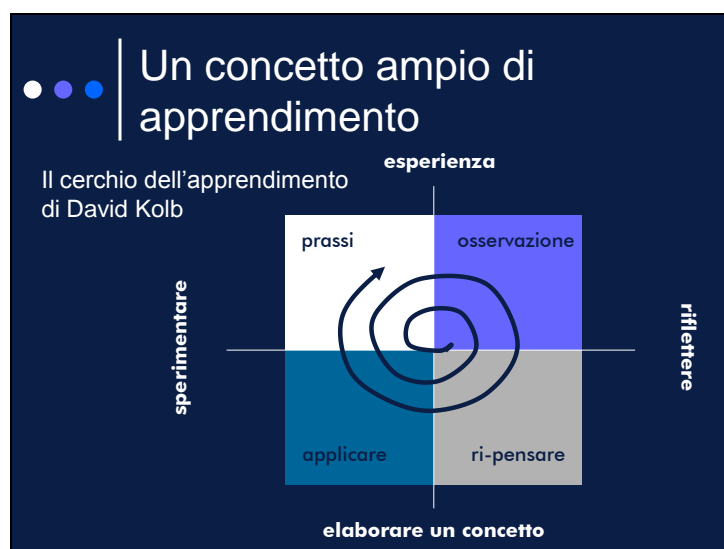 Un concetto ampio di
apprendimento
Il cerchio dell’apprendimento
di David Kolb
esperienza
prassi
osservazione
sperimentare
riflettere
applicare
ri-pensare
elaborare un concetto